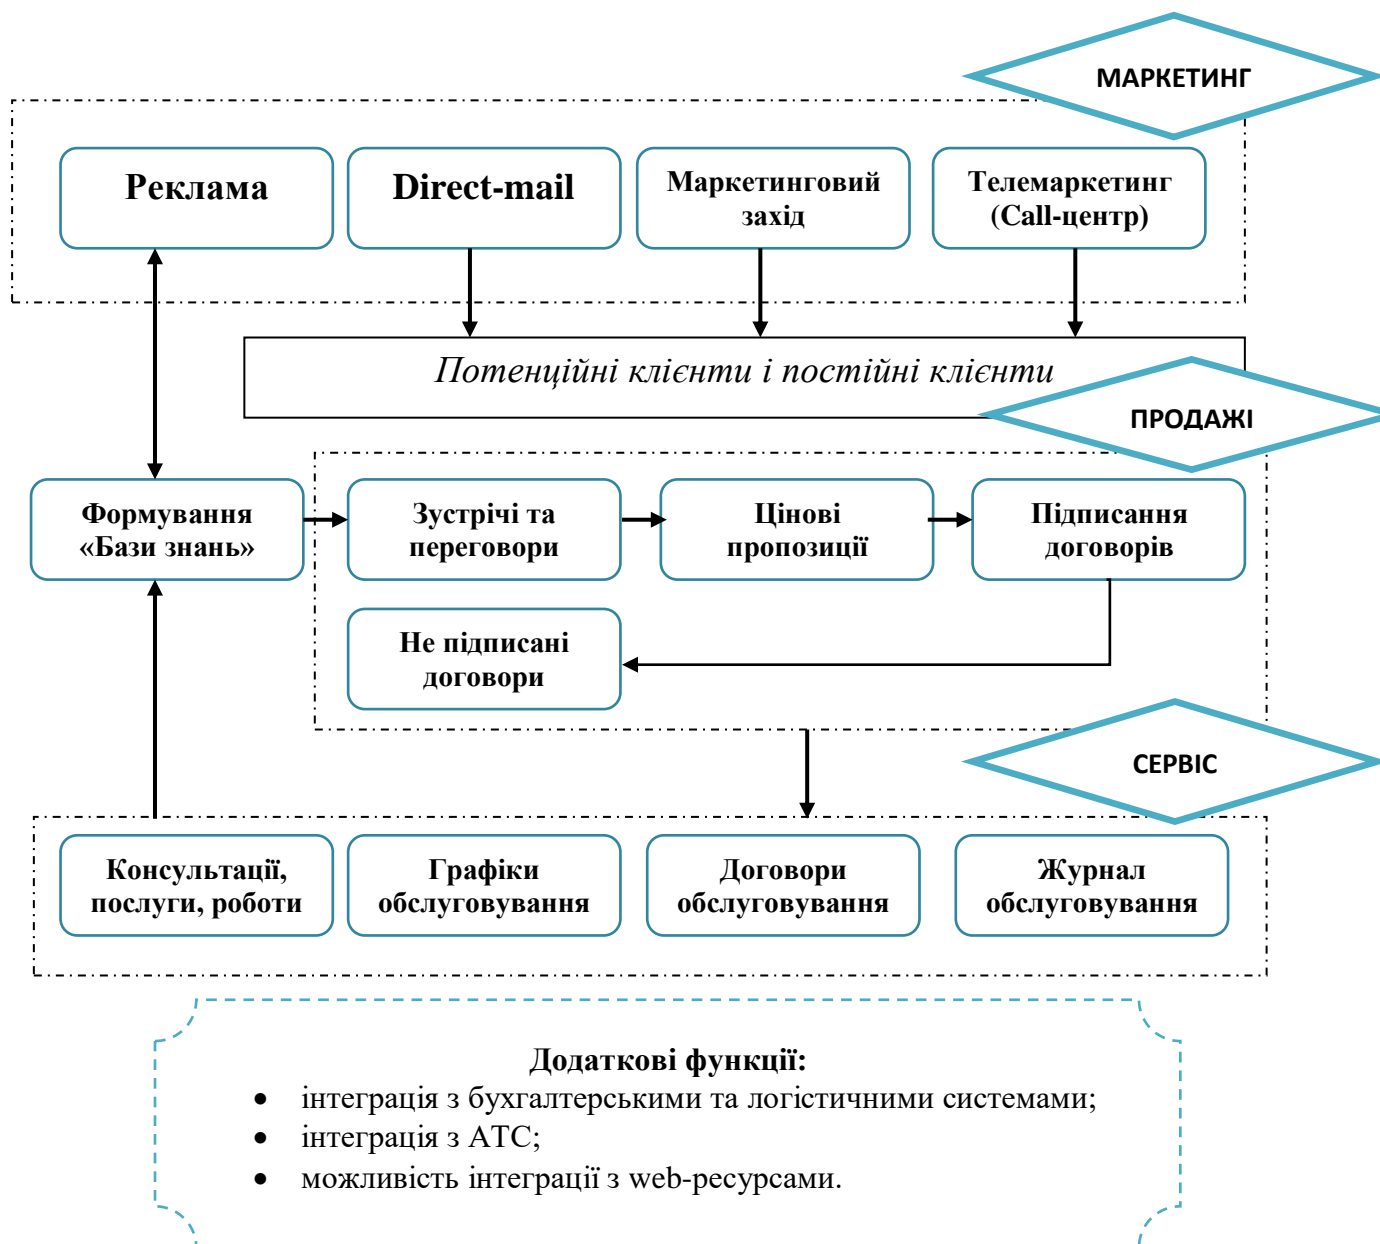 МАРКЕТИНГ
Реклама
Direct-mail
Маркетинговий
захід
Телемаркетинг
(Call-центр)
Потенційні клієнти і постійні клієнти
ПРОДАЖІ
Формування
«Бази знань»
Зустрічі та
переговори
Цінові
пропозиції
Підписання
договорів
Не підписані
договори
СЕРВІС
Консультації,
послуги, роботи
Графіки
обслуговування
Договори
обслуговування
Журнал
обслуговування
Додаткові функції:
• інтеграція з бухгалтерськими та логістичними системами;
• інтеграція з АТС;
• можливість інтеграції з web-ресурсами.